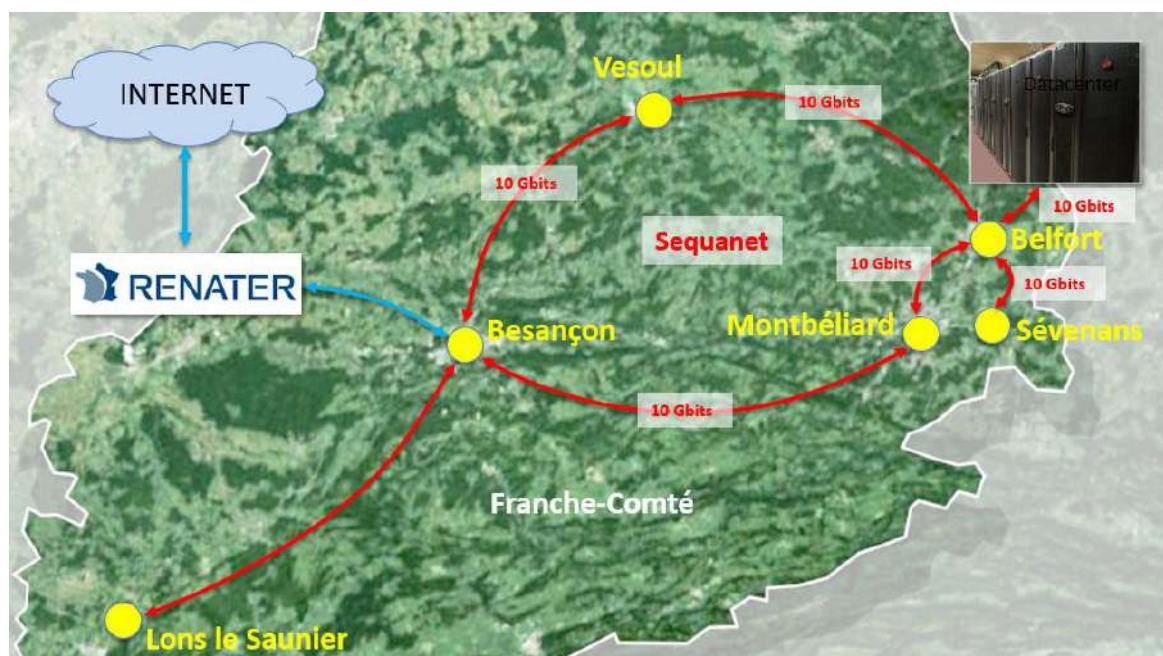 INTERNET
Vesoul
Datacenter
10 Gbits
10 Gbits
10 Gbits
Sequanet
Belfort
RENATER
10 Gbits
10 Gbits
Besançon
Montbéliard
Sévenans
10 Gbits
Franche-Comté
Lons le Saunier